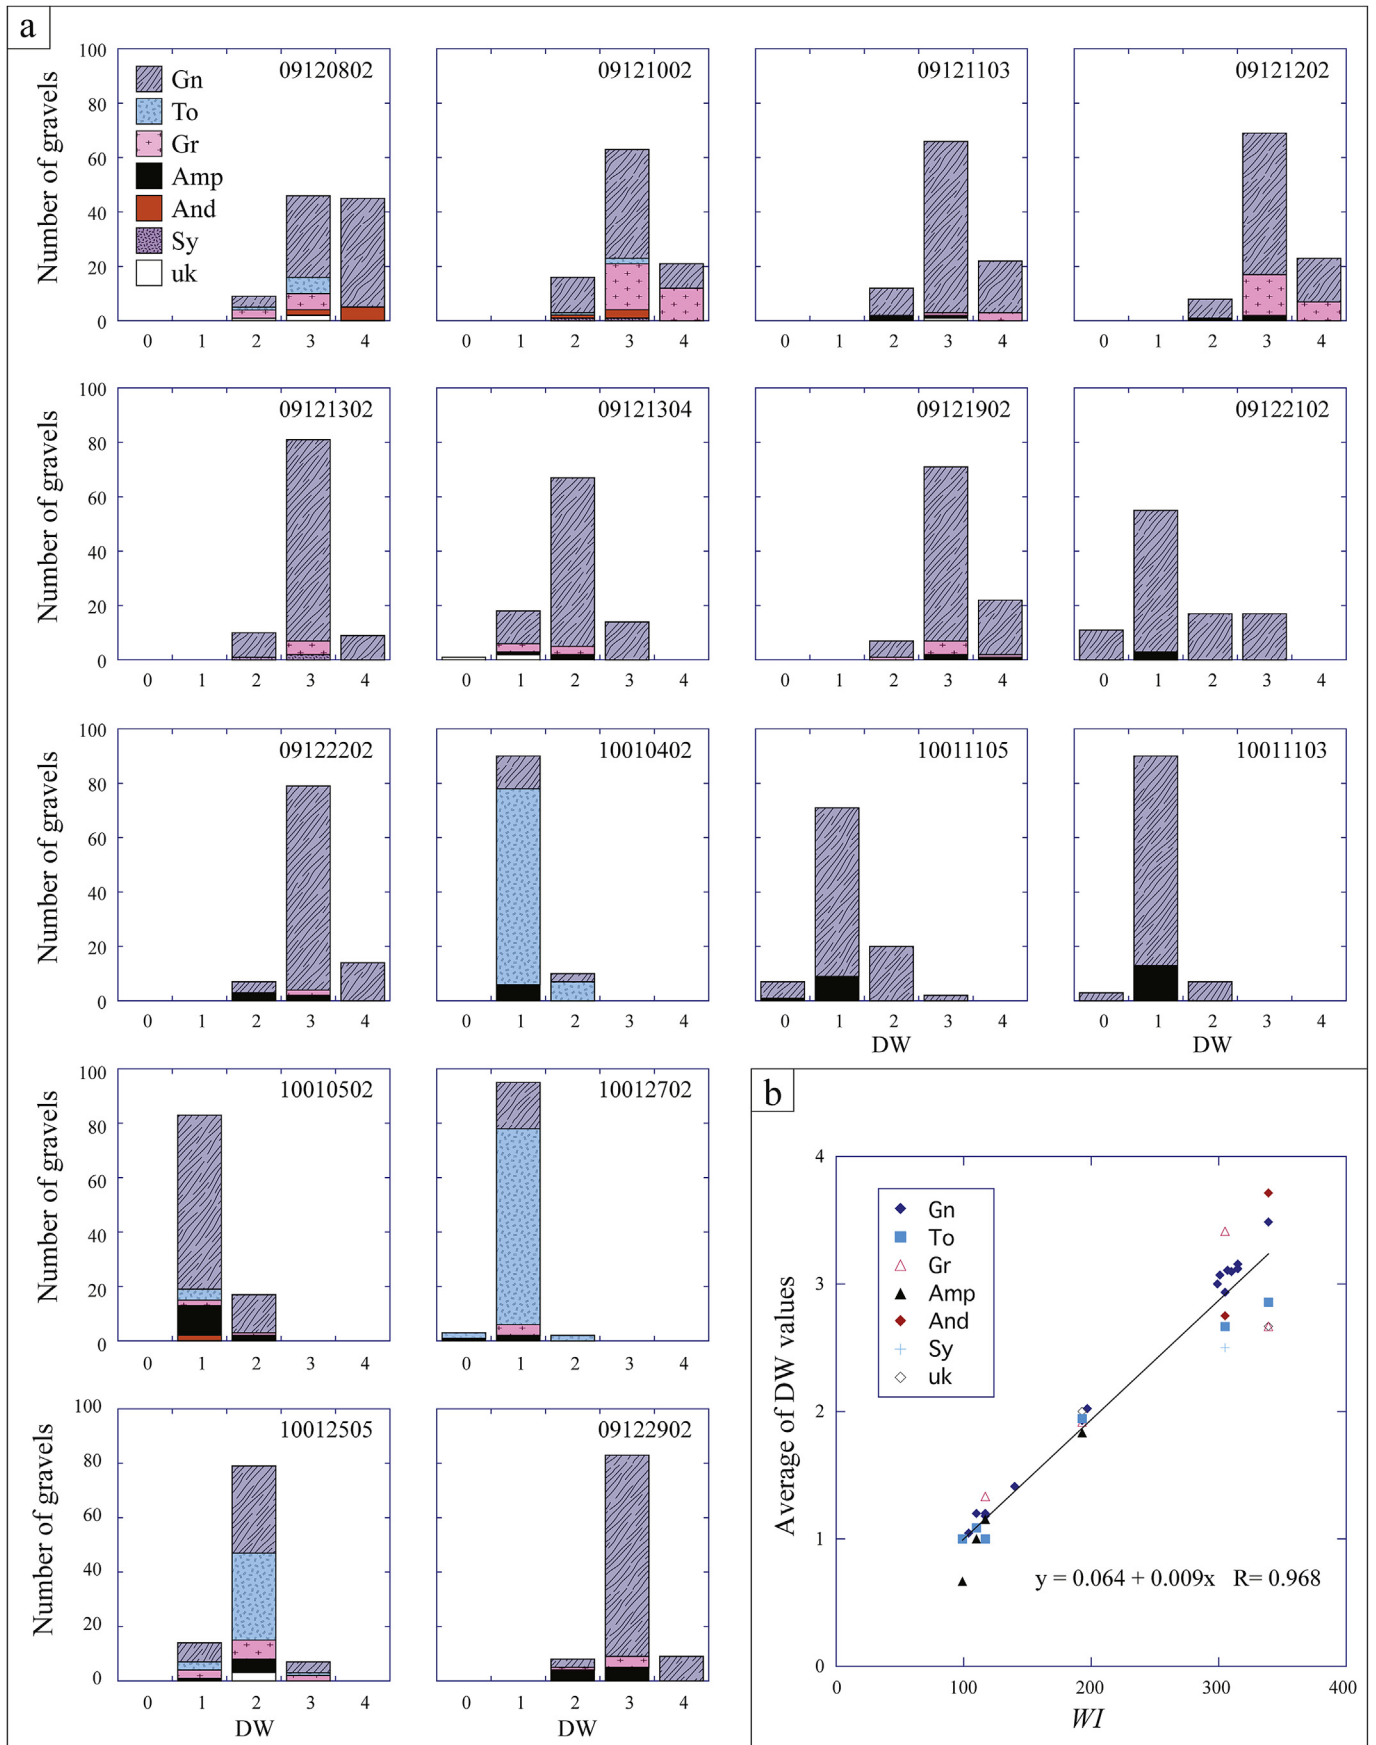 a
Number of gravels
100
80
60
40
20
0
09120802
Gn
To
Gr
Amp
And
Sy
uk
0 1 2 3 4
09121002
0 1 2 3 4
09121103
0 1 2 3 4
09121202
0 1 2 3 4
Number of gravels
100
80
60
40
20
0
09121302
0 1 2 3 4
09121304
0 1 2 3 4
09121902
0 1 2 3 4
09122102
0 1 2 3 4
Number of gravels
100
80
60
40
20
0
09122202
0 1 2 3 4
10010402
0 1 2 3 4
10011105
0 1 2 3 4
DW
10011103
0 1 2 3 4
DW
Number of gravels
100
80
60
40
20
0
10010502
0 1 2 3 4
10012702
0 1 2 3 4
Number of gravels
100
80
60
40
20
0
10012505
0 1 2 3 4
DW
09122902
0 1 2 3 4
DW
b
Average of DW values
4
3
2
1
0
Gn
To
Gr
Amp
And
Sy
uk
y = 0.064 + 0.009x R= 0.968
0 100 200 300 400
WI